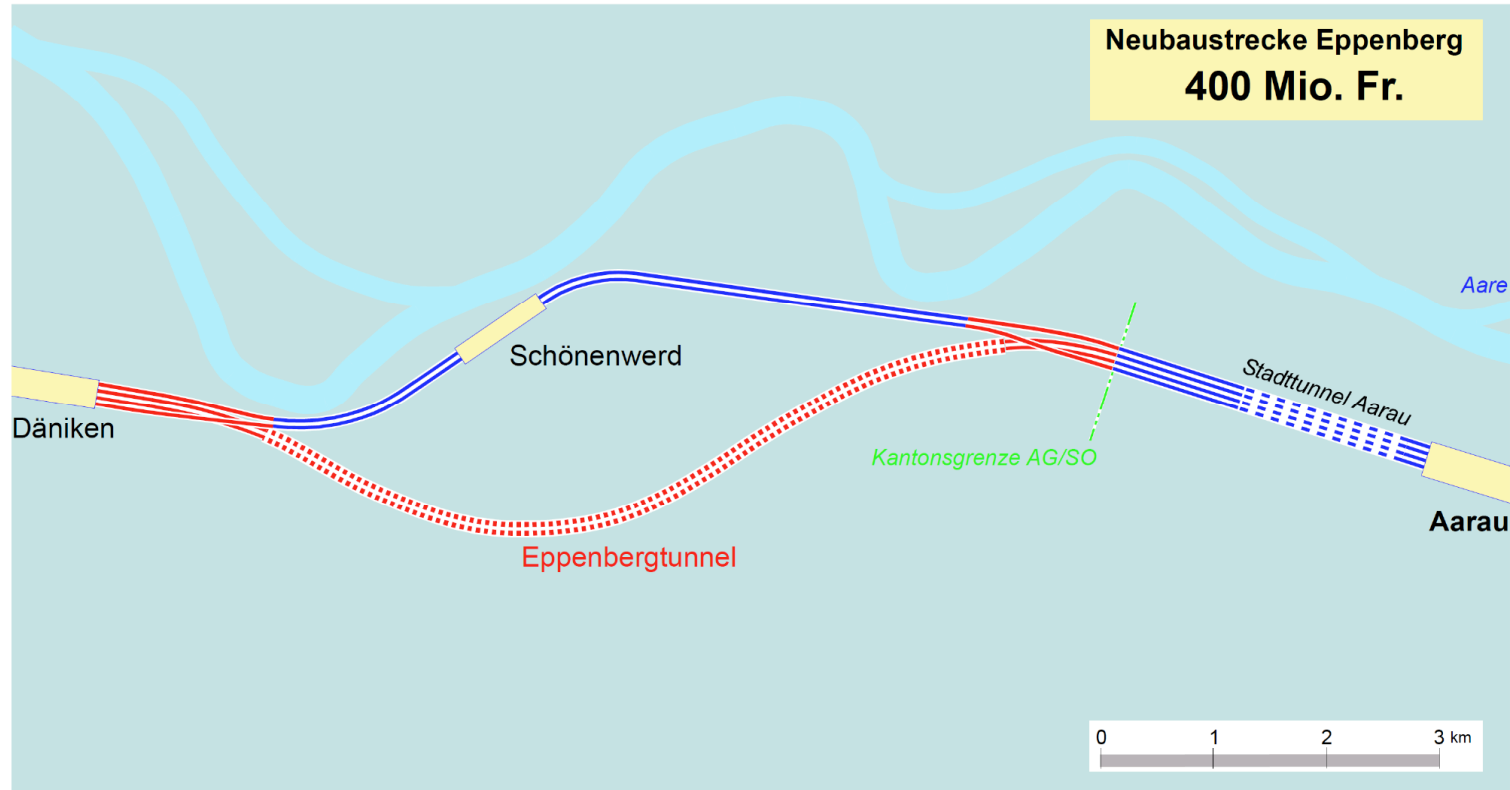 Neubaustrecke Eppenberg
400 Mio. Fr.
Aare
Schönenwerd
Stadttunnel Aarau
Däniken
Kantonsgrenze AG/SO
Aarau
Eppenbergtunnel
0 1 2 3 km